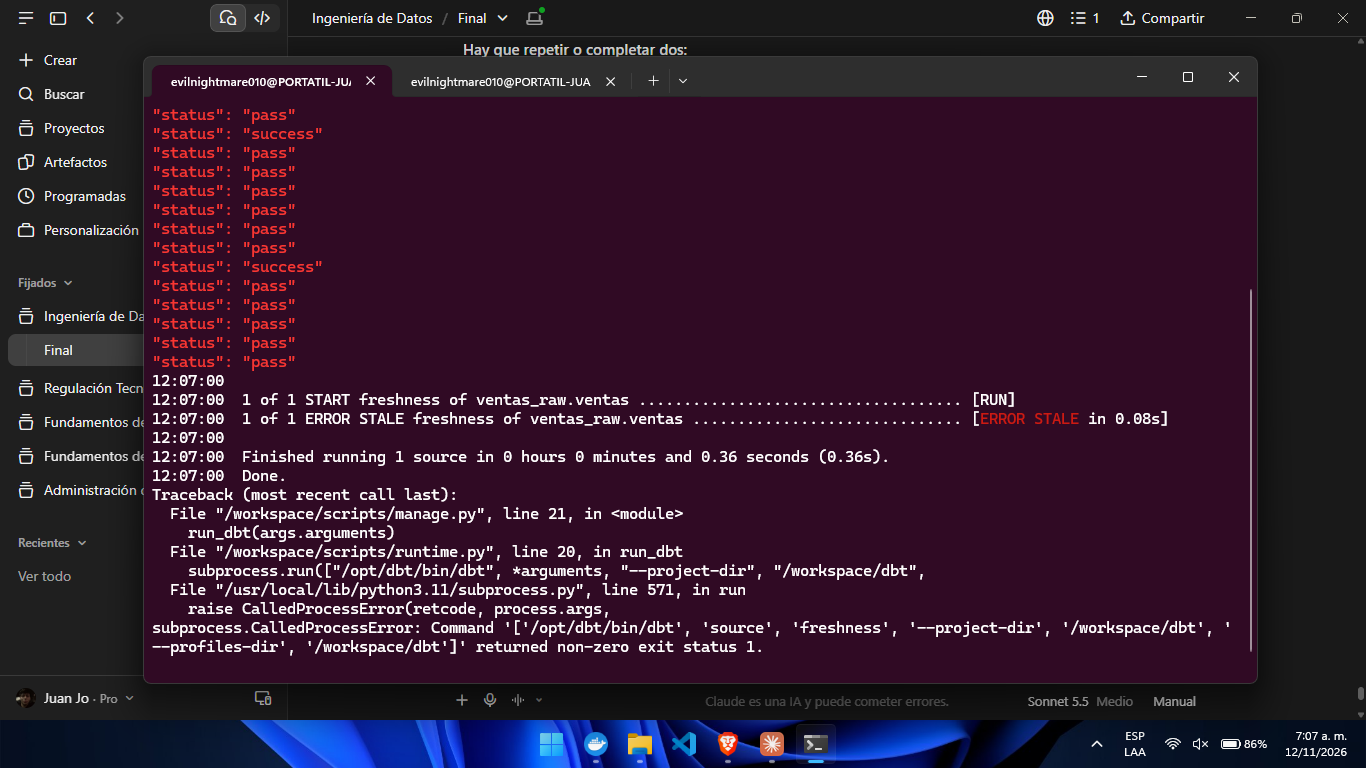 Ingeniería de Datos / Final
1
Compartir
Crear
Buscar
Proyectos
Artefactos
Programadas
Personalización
Fijados
Ingeniería de Da
Final
Regulación Tecn
Fundamentos de
Fundamentos de
Administración
Recientes
Ver todo
Juan Jo · Pro
Hay que repetir o completar dos:
evilnightmare010@PORTATIL-JUA
evilnightmare010@PORTATIL-JUA
"status": "pass"
"status": "success"
"status": "pass"
"status": "pass"
"status": "pass"
"status": "pass"
"status": "pass"
"status": "pass"
"status": "success"
"status": "pass"
"status": "pass"
"status": "pass"
"status": "pass"
"status": "pass"
12:07:00
12:07:00  1 of 1 START freshness of ventas_raw.ventas .................................... [RUN]
12:07:00  1 of 1 ERROR STALE freshness of ventas_raw.ventas .............................. [ERROR STALE in 0.08s]
12:07:00
12:07:00  Finished running 1 source in 0 hours 0 minutes and 0.36 seconds (0.36s).
12:07:00  Done.
Traceback (most recent call last):
  File "/workspace/scripts/manage.py", line 21, in <module>
    run_dbt(args.arguments)
  File "/workspace/scripts/runtime.py", line 20, in run_dbt
    subprocess.run(["/opt/dbt/bin/dbt", *arguments, "--project-dir", "/workspace/dbt",
  File "/usr/local/lib/python3.11/subprocess.py", line 571, in run
    raise CalledProcessError(retcode, process.args,
subprocess.CalledProcessError: Command '['/opt/dbt/bin/dbt', 'source', 'freshness', '--project-dir', '/workspace/dbt', '
--profiles-dir', '/workspace/dbt']' returned non-zero exit status 1.
Claude es una IA y puede cometer errores.
Sonnet 5.5 Medio
Manual
ESP
LAA
86%
7:07 a. m.
12/11/2026